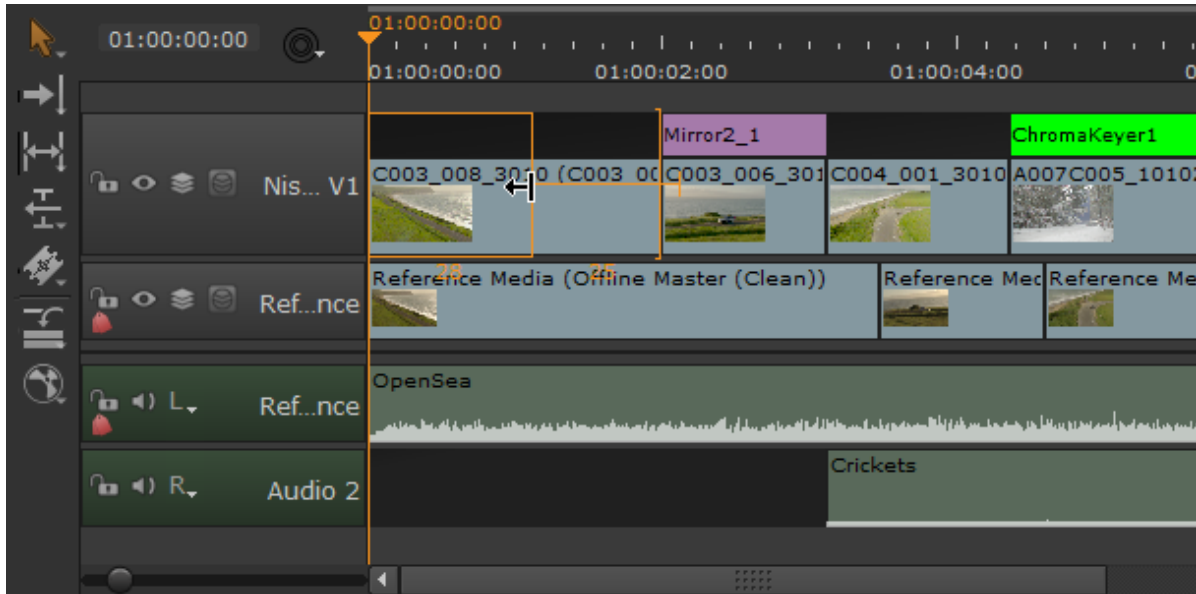 01:00:00:00
01:00:00:00
01:00:00:00 01:00:02:00 01:00:04:00 0
Mirror2_1 ChromaKeyer1
Nis... V1 C003_008_3010 (C003_00 C003_006_301 C004_001_3010 A007C005_10102
28 25
Ref...nce Reference Media (Offline Master (Clean)) Reference Med Reference Me
L Ref...nce OpenSea
R Audio 2 Crickets